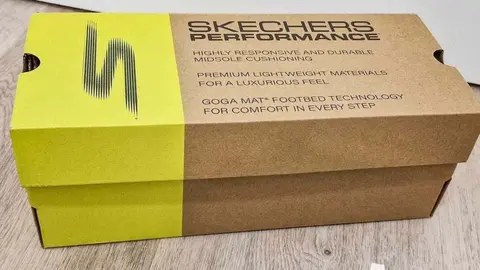 SKECHERS
PERFORMANCE
HIGHLY RESPONSIVE AND DURABLE
MIDSOLE CUSHIONING
PREMIUM LIGHTWEIGHT MATERIALS
FOR A LUXURIOUS FEEL
GOGA MAT® FOOTBED TECHNOLOGY
FOR COMFORT IN EVERY STEP